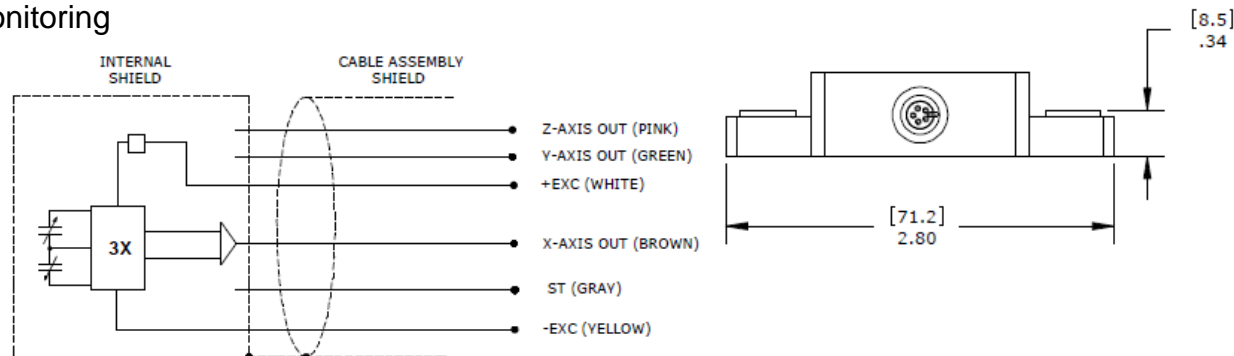 onitoring
INTERNAL
SHIELD
CABLE ASSEMBLY
SHIELD
Z-AXIS OUT (PINK)
Y-AXIS OUT (GREEN)
+EXC (WHITE)
3X
X-AXIS OUT (BROWN)
ST (GRAY)
-EXC (YELLOW)
[8.5]
.34
[71.2]
2.80